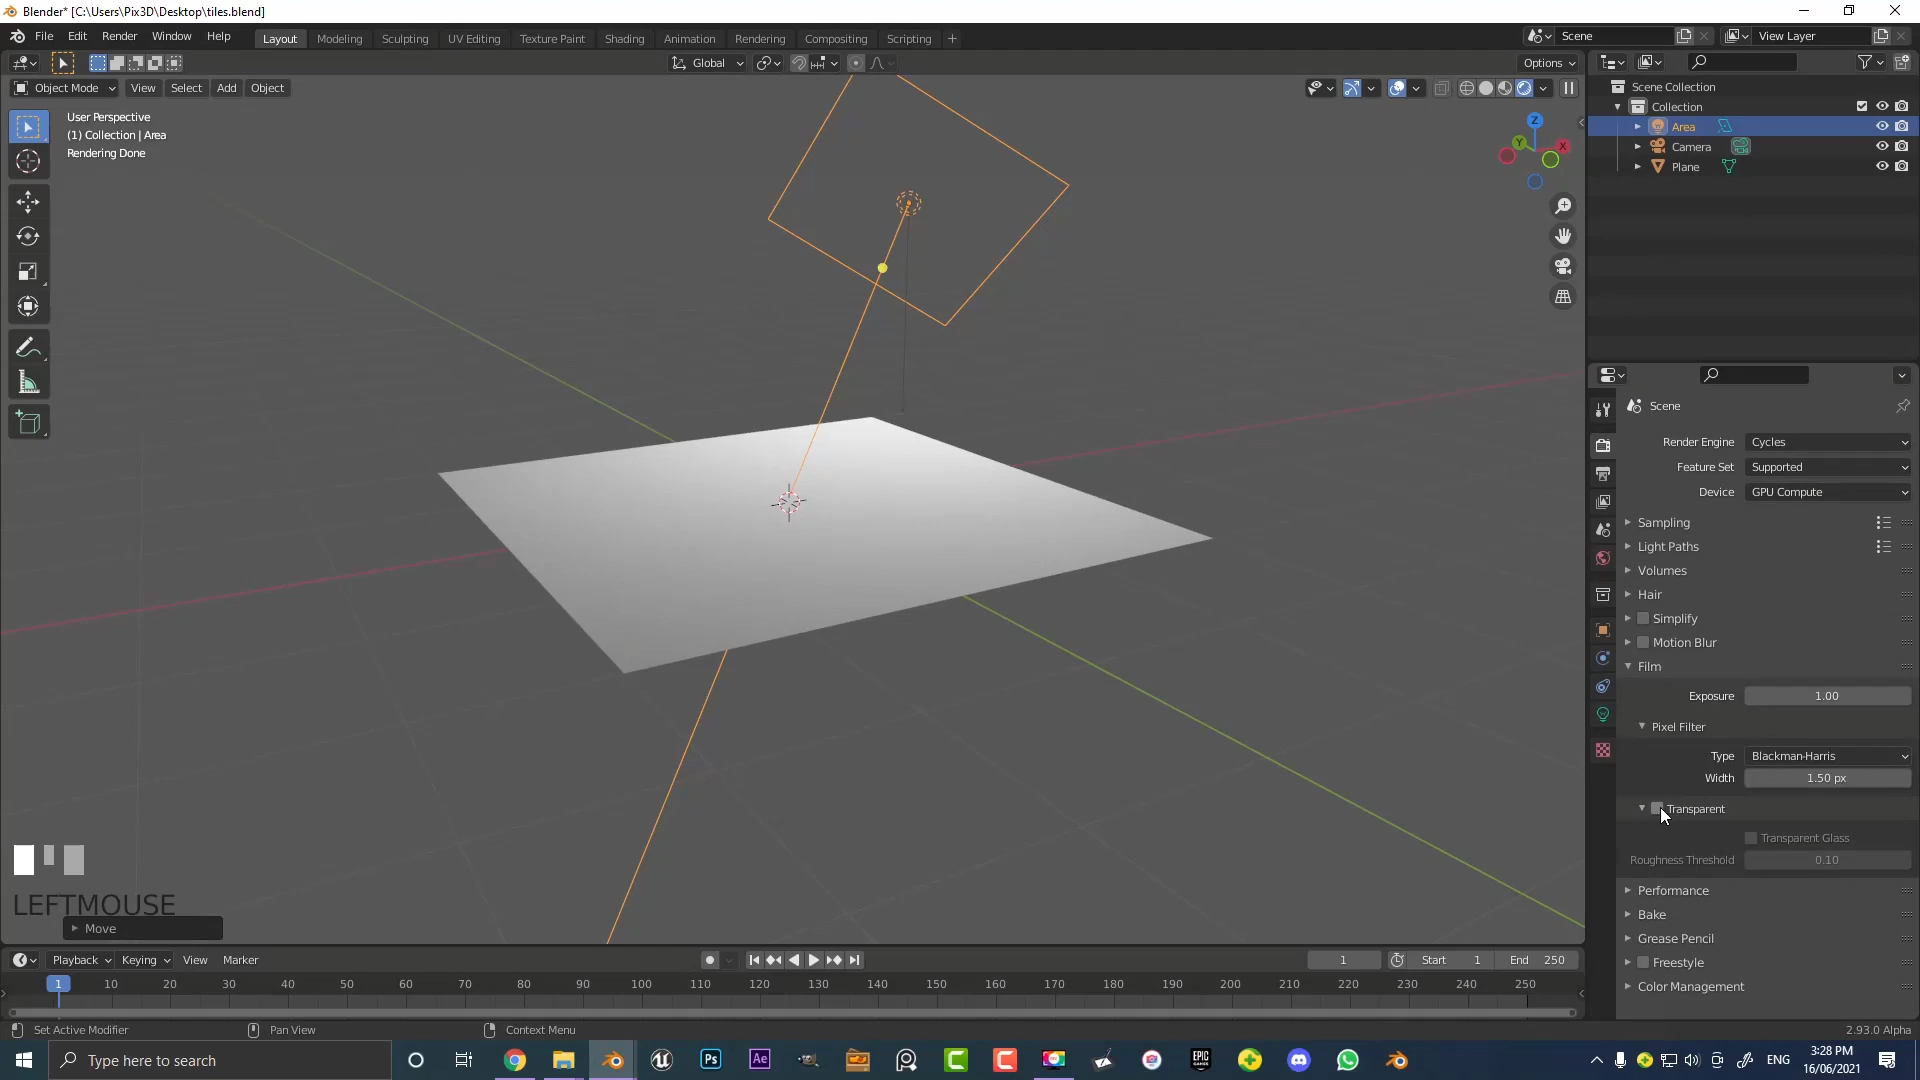 Blender* [C:\Users\Pix3D\Desktop\tiles.blend]
File Edit Render Window Help
Layout Modeling Sculpting UV Editing Texture Paint Shading Animation Rendering Compositing Scripting
Scene
View Layer
Global
Options
Object Mode View Select Add Object
User Perspective
(1) Collection | Area
Rendering Done
Z
Y
X
Scene Collection
Collection
Area
Camera
Plane
Scene
Render Engine Cycles
Feature Set Supported
Device GPU Compute
Sampling
Light Paths
Volumes
Hair
Simplify
Motion Blur
Film
Exposure 1.00
Pixel Filter
Type Blackman-Harris
Width 1.50 px
Transparent
Transparent Glass
Roughness Threshold 0.10
Performance
Bake
Grease Pencil
Freestyle
Color Management
LEFTMOUSE
Move
Playback Keying View Marker
1 Start 1 End 250
1 10 20 30 40 50 60 70 80 90 100 110 120 130 140 150 160 170 180 190 200 210 220 230 240 250
Set Active Modifier Pan View Context Menu 2.93.0 Alpha
Type here to search
Ps
Ae
EPIC GAMES
ENG
3:28 PM
16/06/2021